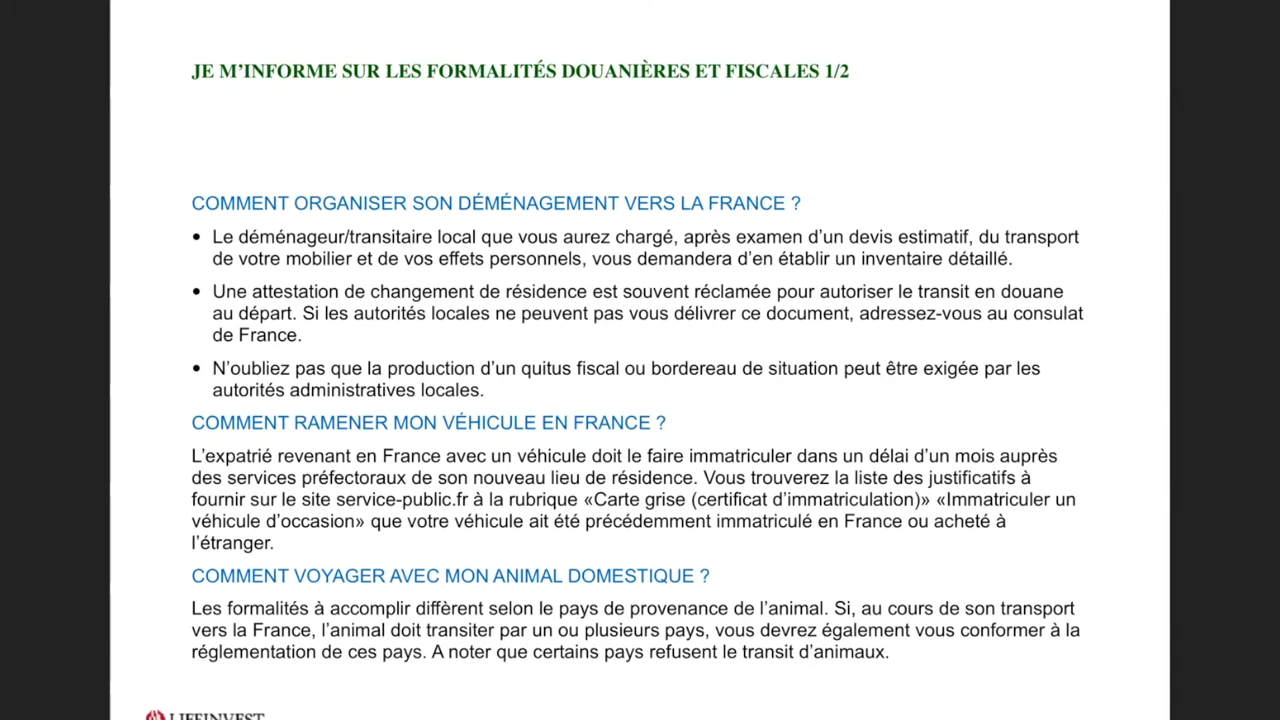 JE M’INFORME SUR LES FORMALITÉS DOUANIÈRES ET FISCALES 1/2
COMMENT ORGANISER SON DÉMÉNAGEMENT VERS LA FRANCE ?
• Le déménageur/transitaire local que vous aurez chargé, après examen d’un devis estimatif, du transport
de votre mobilier et de vos effets personnels, vous demandera d’en établir un inventaire détaillé.
• Une attestation de changement de résidence est souvent réclamée pour autoriser le transit en douane
au départ. Si les autorités locales ne peuvent pas vous délivrer ce document, adressez-vous au consulat
de France.
• N’oubliez pas que la production d’un quitus fiscal ou bordereau de situation peut être exigée par les
autorités administratives locales.
COMMENT RAMENER MON VÉHICULE EN FRANCE ?
L’expatrié revenant en France avec un véhicule doit le faire immatriculer dans un délai d’un mois auprès
des services préfectoraux de son nouveau lieu de résidence. Vous trouverez la liste des justificatifs à
fournir sur le site service-public.fr à la rubrique «Carte grise (certificat d’immatriculation)» «Immatriculer un
véhicule d’occasion» que votre véhicule ait été précédemment immatriculé en France ou acheté à
l’étranger.
COMMENT VOYAGER AVEC MON ANIMAL DOMESTIQUE ?
Les formalités à accomplir diffèrent selon le pays de provenance de l’animal. Si, au cours de son transport
vers la France, l’animal doit transiter par un ou plusieurs pays, vous devrez également vous conformer à la
réglementation de ces pays. A noter que certains pays refusent le transit d’animaux.
LIFEINVEST